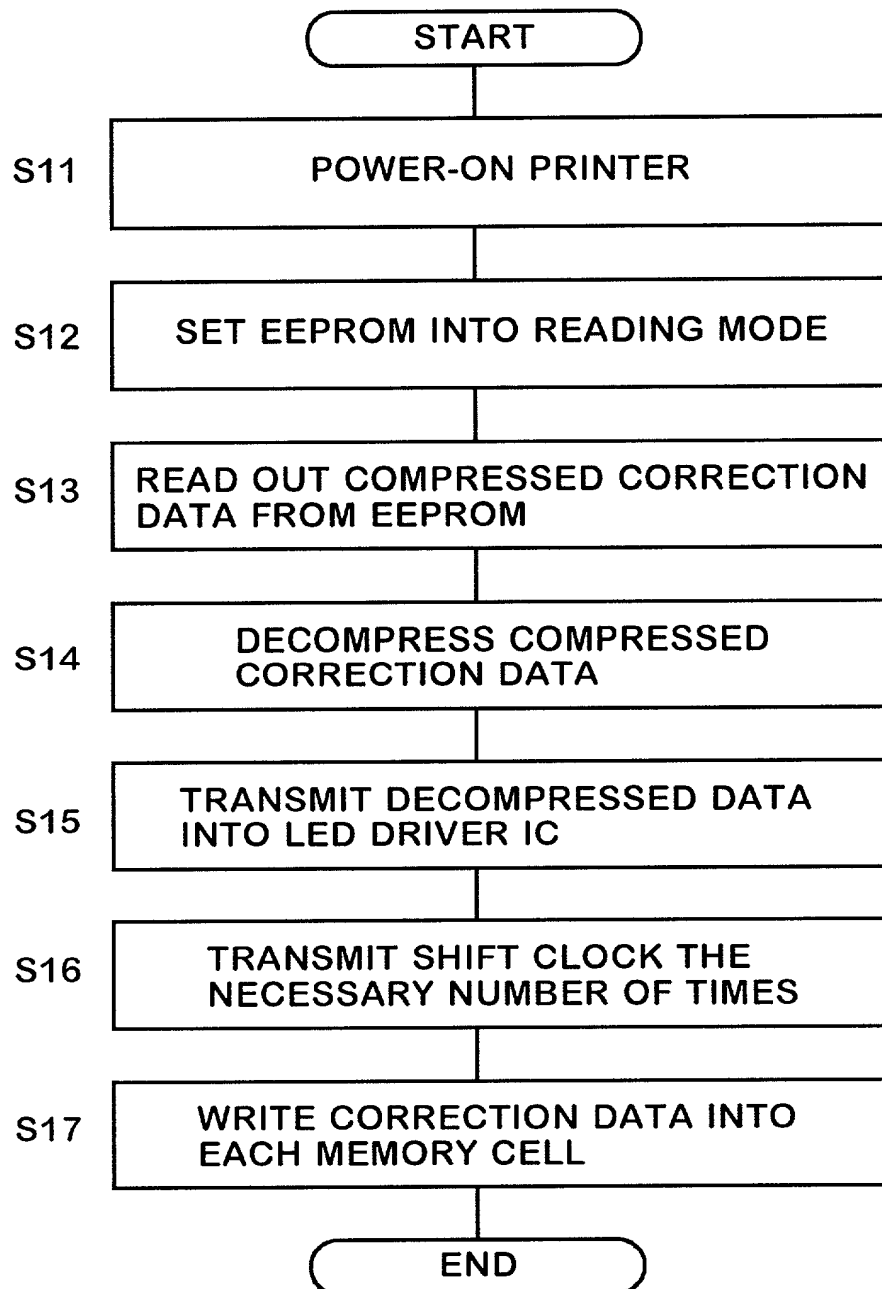 START
S11
POWER-ON PRINTER
S12
SET EEPROM INTO READING MODE
S13
READ OUT COMPRESSED CORRECTION
DATA FROM EEPROM
S14
DECOMPRESS COMPRESSED
CORRECTION DATA
S15
TRANSMIT DECOMPRESSED DATA
INTO LED DRIVER IC
S16
TRANSMIT SHIFT CLOCK THE
NECESSARY NUMBER OF TIMES
S17
WRITE CORRECTION DATA INTO
EACH MEMORY CELL
END